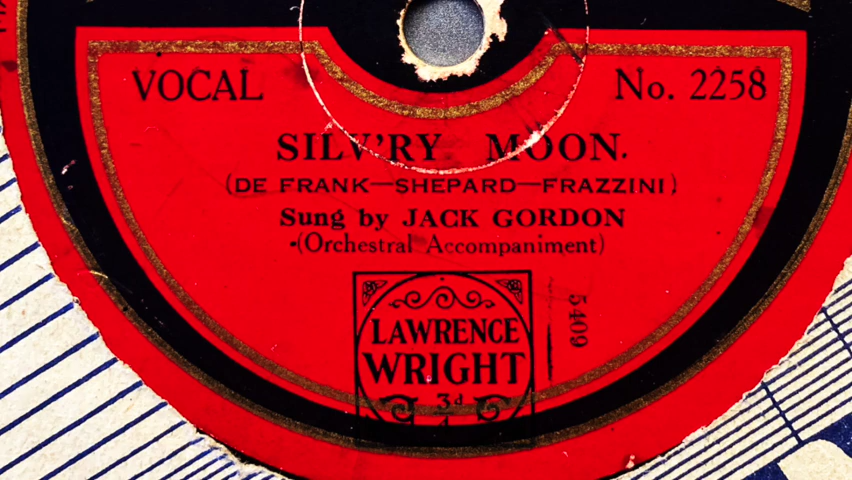 VOCAL No. 2258
SILV'RY MOON.
(DE FRANK—SHEPARD—FRAZZINI)
Sung by JACK GORDON
(Orchestral Accompaniment)
5409
LAWRENCE
WRIGHT
3d